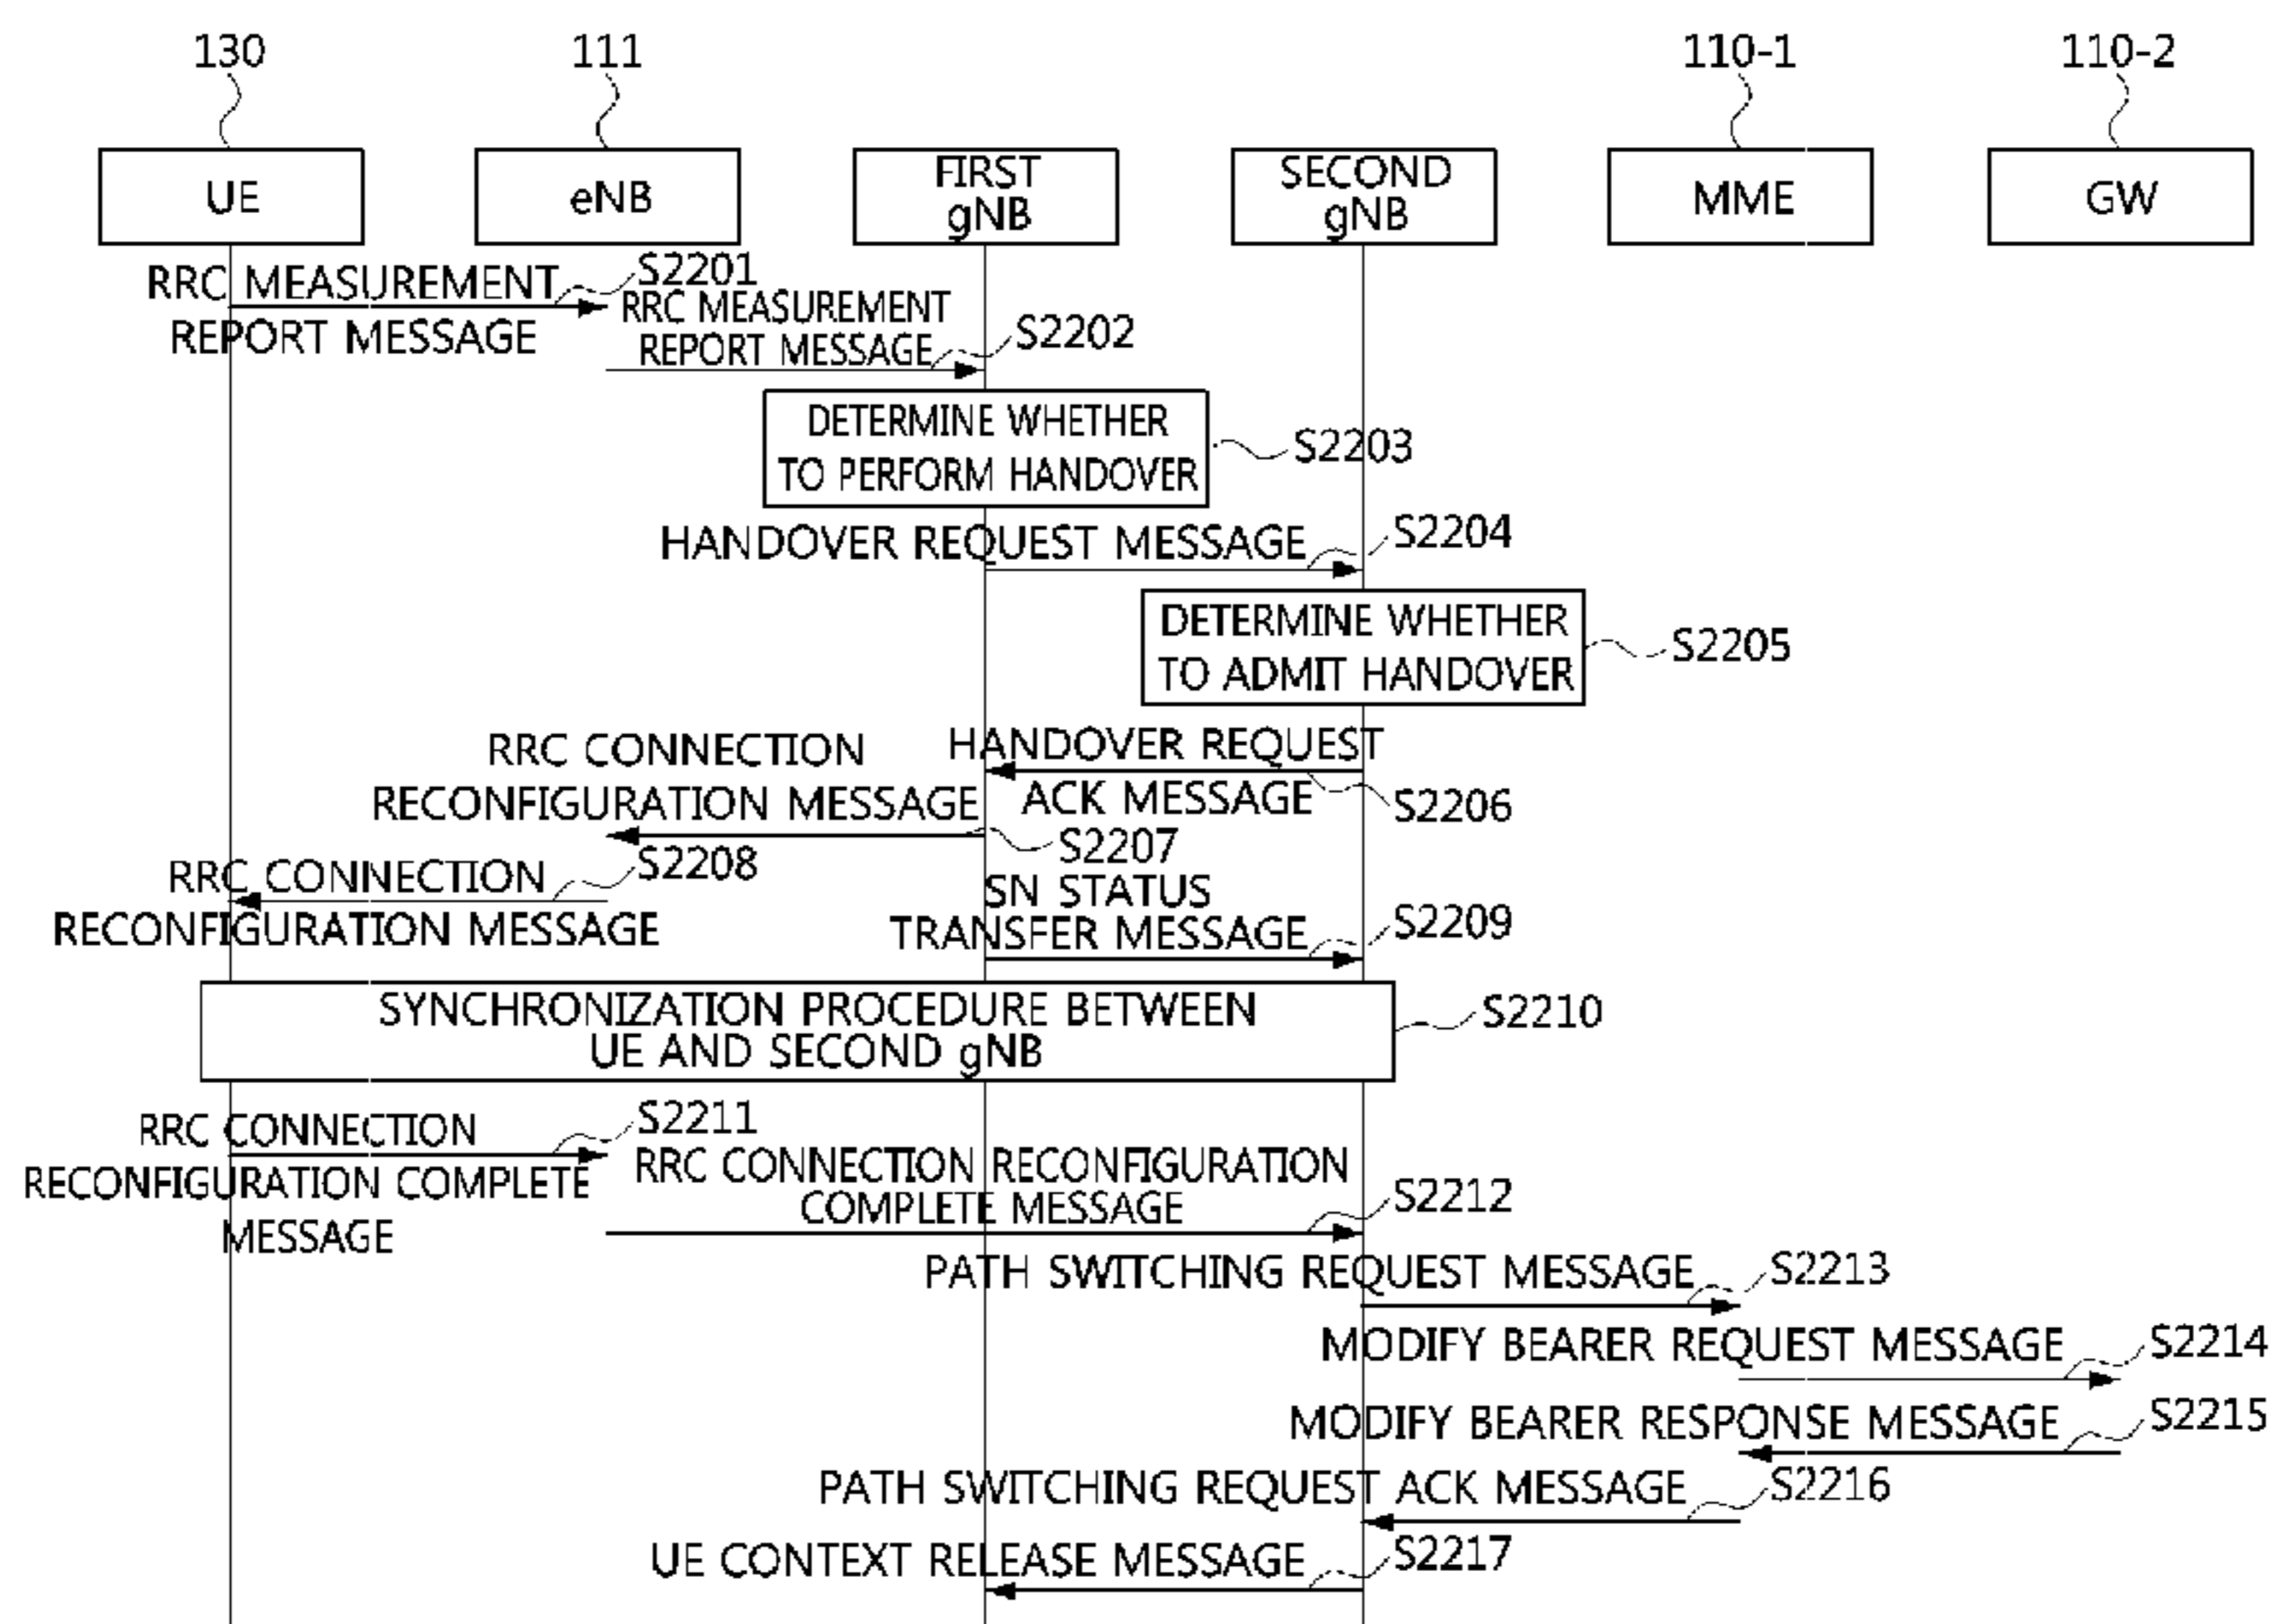 130
111
110-1
110-2
UE
eNB
FIRST
gNB
SECOND
gNB
MME
GW
RRC MEASUREMENT
REPORT MESSAGE
S2201
RRC MEASUREMENT
REPORT MESSAGE
S2202
DETERMINE WHETHER
TO PERFORM HANDOVER
S2203
HANDOVER REQUEST MESSAGE
S2204
DETERMINE WHETHER
TO ADMIT HANDOVER
S2205
HANDOVER REQUEST
ACK MESSAGE
S2206
RRC CONNECTION
RECONFIGURATION MESSAGE
S2207
RRC CONNECTION
RECONFIGURATION MESSAGE
S2208
SN STATUS
TRANSFER MESSAGE
S2209
SYNCHRONIZATION PROCEDURE BETWEEN
UE AND SECOND gNB
S2210
RRC CONNECTION
RECONFIGURATION COMPLETE
MESSAGE
S2211
RRC CONNECTION RECONFIGURATION
COMPLETE MESSAGE
S2212
PATH SWITCHING REQUEST MESSAGE
S2213
MODIFY BEARER REQUEST MESSAGE
S2214
MODIFY BEARER RESPONSE MESSAGE
S2215
PATH SWITCHING REQUEST ACK MESSAGE
S2216
UE CONTEXT RELEASE MESSAGE
S2217